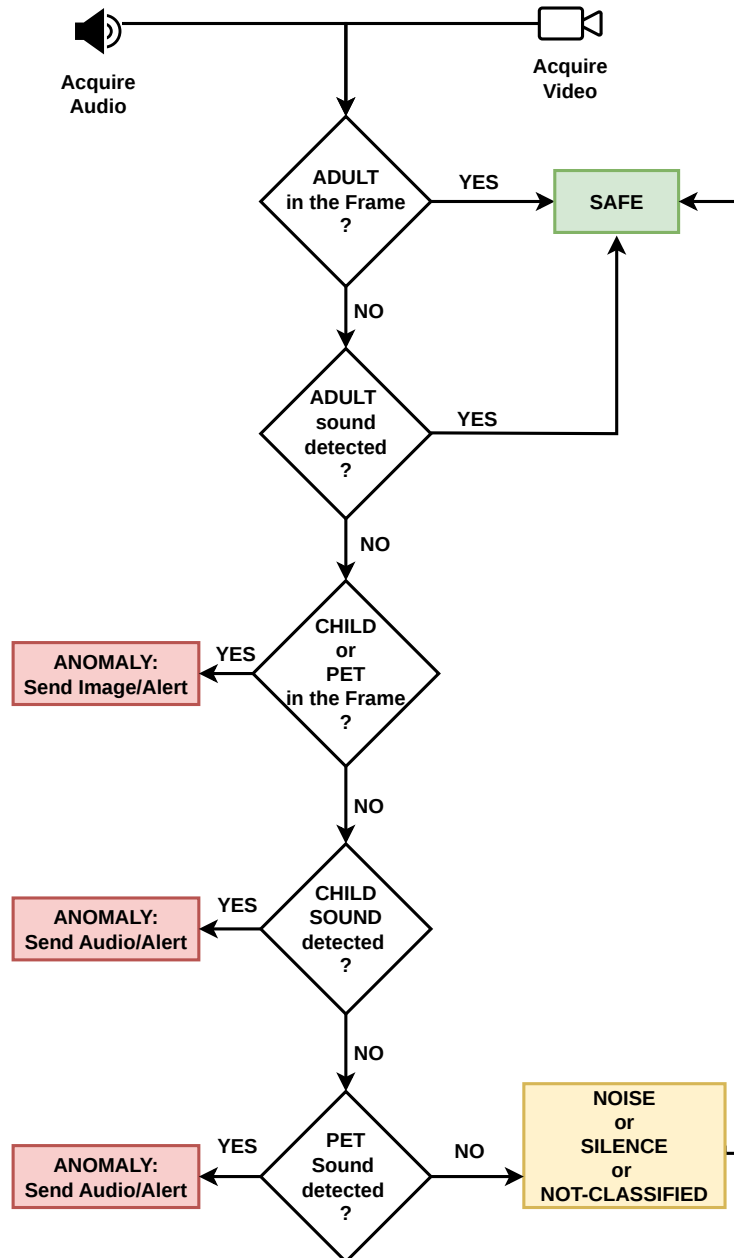 Acquire
Audio
Acquire
Video
ADULT
in the Frame
?
YES
SAFE
NO
ADULT
sound
detected
?
YES
NO
CHILD
or
PET
in the Frame
?
YES
ANOMALY:
Send Image/Alert
NO
CHILD
SOUND
detected
?
YES
ANOMALY:
Send Audio/Alert
NO
PET
Sound
detected
?
YES
ANOMALY:
Send Audio/Alert
NO
NOISE
or
SILENCE
or
NOT-CLASSIFIED